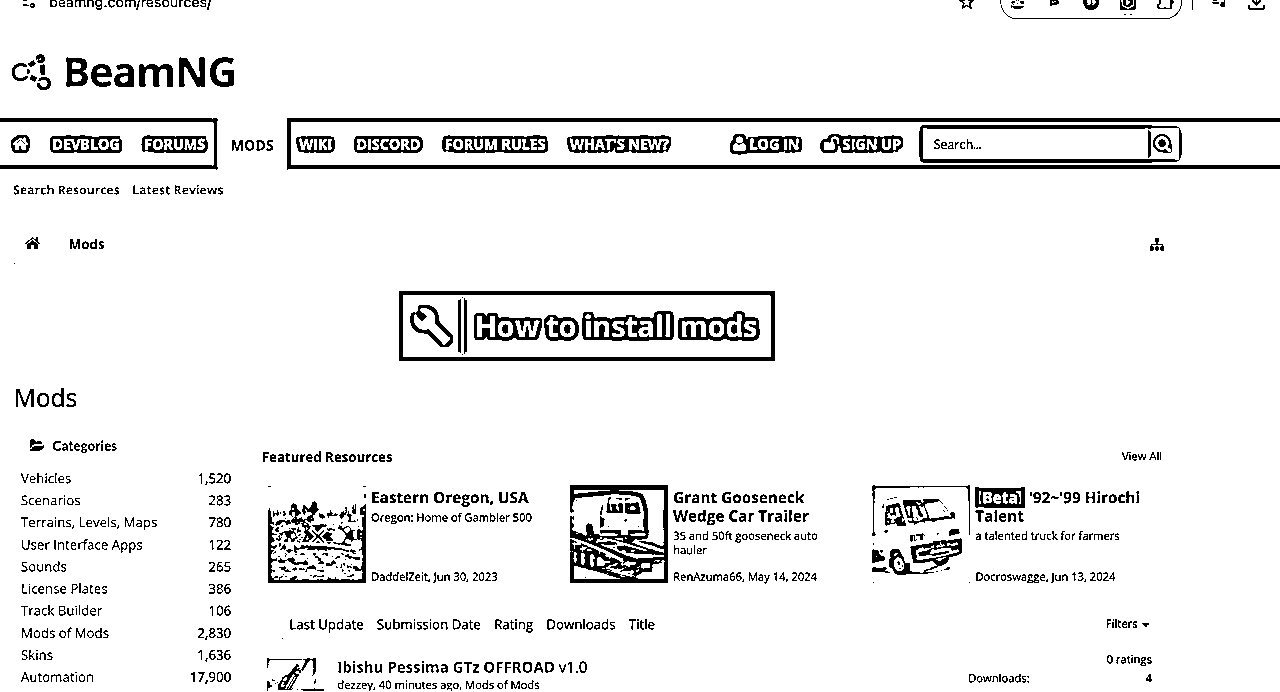 beamng.com/resources/
BeamNG
DEVBLOG FORUMS MODS WIKI DISCORD FORUM RULES WHAT'S NEW? LOG IN SIGN UP Search...
Search Resources Latest Reviews
Mods
How to install mods
Mods
Categories
Vehicles 1,520
Scenarios 283
Terrains, Levels, Maps 780
User Interface Apps 122
Sounds 265
License Plates 386
Track Builder 106
Mods of Mods 2,830
Skins 1,636
Automation 17,900
Featured Resources View All
Eastern Oregon, USA
Oregon: Home of Gambler 500
DaddelZeit, Jun 30, 2023
Grant Gooseneck
Wedge Car Trailer
35 and 50ft gooseneck auto
hauler
RenAzuma66, May 14, 2024
[Beta] '92~'99 Hirochi
Talent
a talented truck for farmers
Docroswagge, Jun 13, 2024
Last Update Submission Date Rating Downloads Title Filters
Ibishu Pessima GTz OFFROAD v1.0
dezzey, 40 minutes ago, Mods of Mods
0 ratings
Downloads: 4